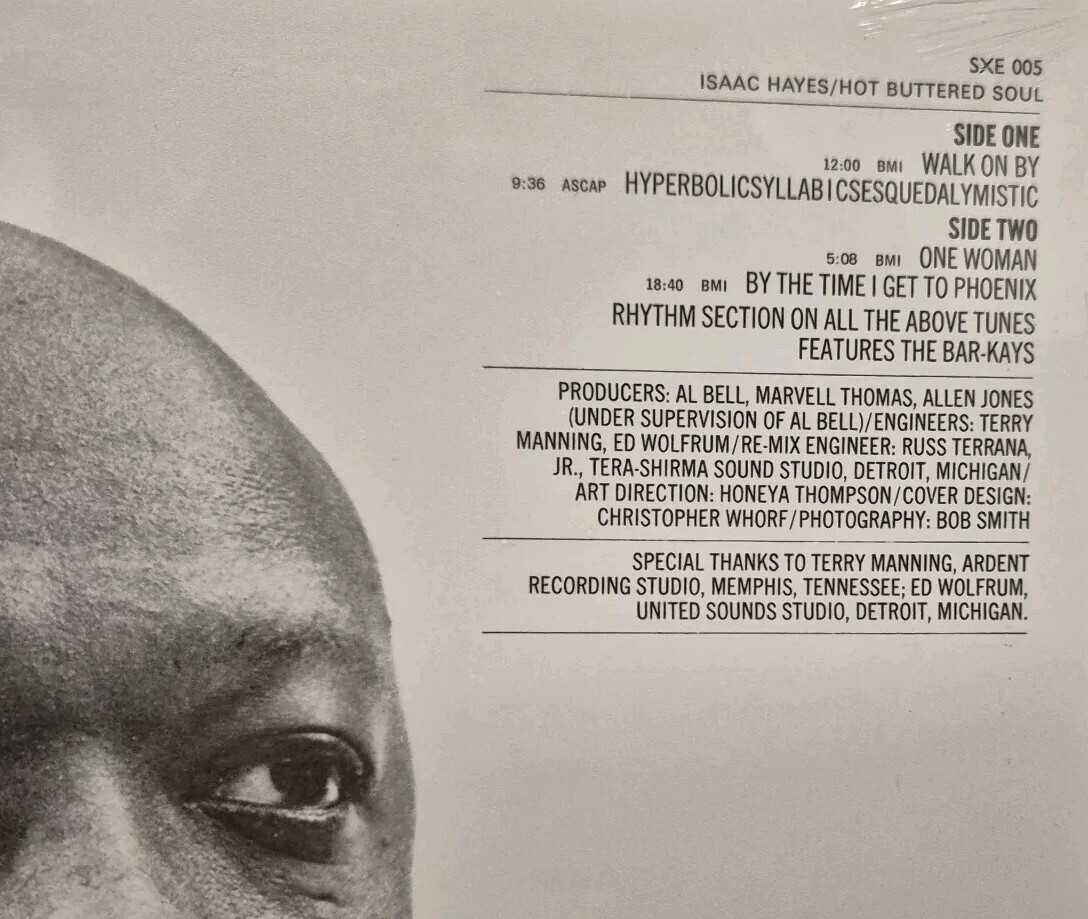 SXE 005
ISAAC HAYES/HOT BUTTERED SOUL
SIDE ONE
12:00 BMI WALK ON BY
9:36 ASCAP HYPERBOLICSYLLABICSESQUEDALYMISTIC
SIDE TWO
5:08 BMI ONE WOMAN
18:40 BMI BY THE TIME I GET TO PHOENIX
RHYTHM SECTION ON ALL THE ABOVE TUNES
FEATURES THE BAR-KAYS
PRODUCERS: AL BELL, MARVELL THOMAS, ALLEN JONES
(UNDER SUPERVISION OF AL BELL)/ENGINEERS: TERRY
MANNING, ED WOLFRUM/RE-MIX ENGINEER: RUSS TERRANA,
JR., TERA-SHIRMA SOUND STUDIO, DETROIT, MICHIGAN/
ART DIRECTION: HONEYA THOMPSON/COVER DESIGN:
CHRISTOPHER WHORF/PHOTOGRAPHY: BOB SMITH
SPECIAL THANKS TO TERRY MANNING, ARDENT
RECORDING STUDIO, MEMPHIS, TENNESSEE; ED WOLFRUM,
UNITED SOUNDS STUDIO, DETROIT, MICHIGAN.